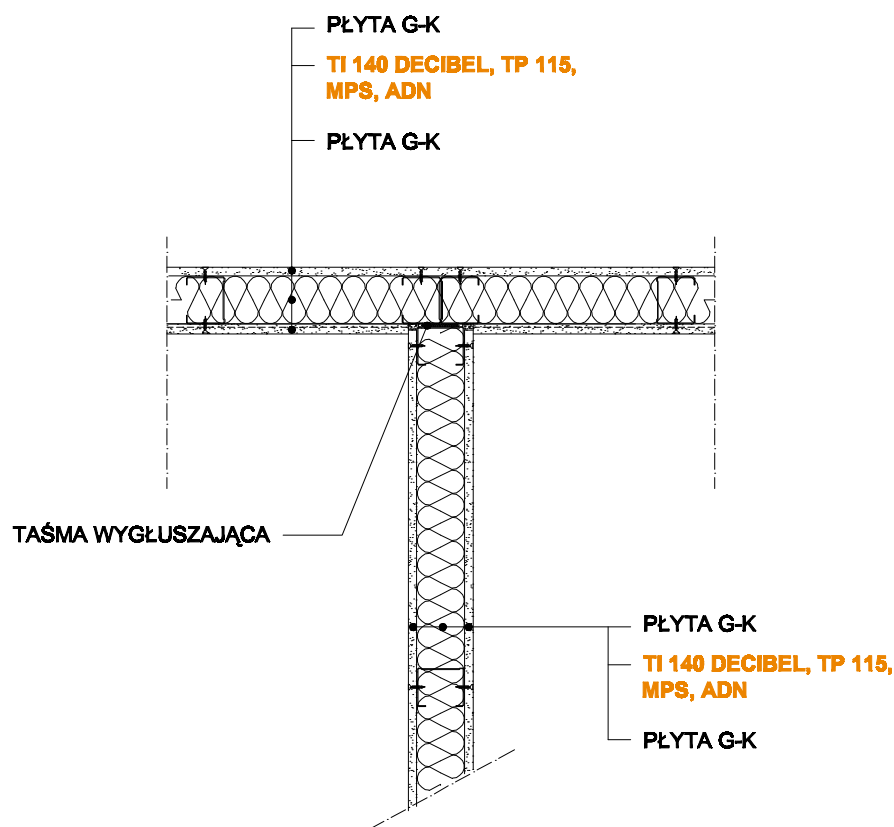 PŁYTA G-K
TI 140 DECIBEL, TP 115,
MPS, ADN
PŁYTA G-K
TAŚMA WYGŁUSZAJĄCA
PŁYTA G-K
TI 140 DECIBEL, TP 115,
MPS, ADN
PŁYTA G-K